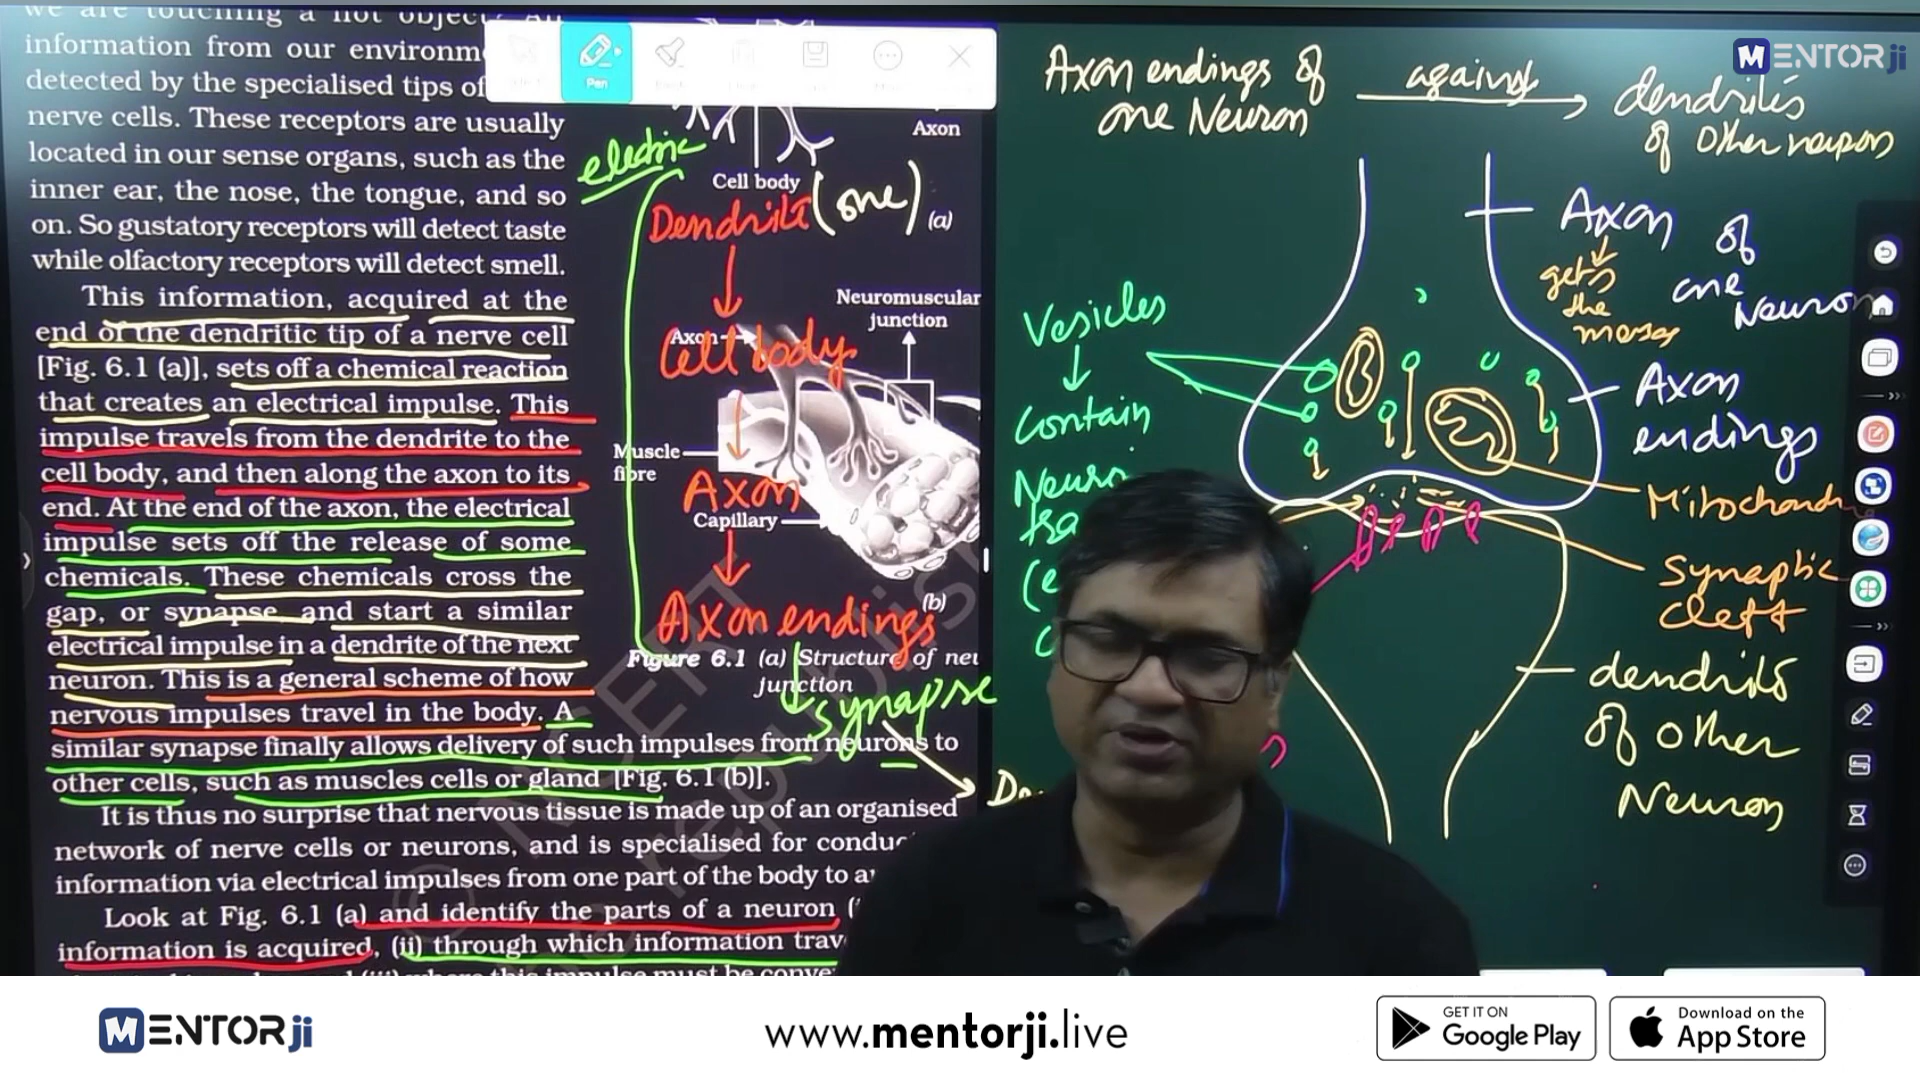 we are touching a hot object. All
information from our environme
detected by the specialised tips of
nerve cells. These receptors are usually
located in our sense organs, such as the
inner ear, the nose, the tongue, and so
on. So gustatory receptors will detect taste
while olfactory receptors will detect smell.
This information, acquired at the
end of the dendritic tip of a nerve cell
[Fig. 6.1 (a)], sets off a chemical reaction
that creates an electrical impulse. This
impulse travels from the dendrite to the
cell body, and then along the axon to its
end. At the end of the axon, the electrical
impulse sets off the release of some
chemicals. These chemicals cross the
gap, or synapse, and start a similar
electrical impulse in a dendrite of the next
neuron. This is a general scheme of how
nervous impulses travel in the body. A
similar synapse finally allows delivery of such impulses from neurons to
other cells, such as muscles cells or gland [Fig. 6.1 (b)].
It is thus no surprise that nervous tissue is made up of an organised
network of nerve cells or neurons, and is specialised for conduc
information via electrical impulses from one part of the body to a
Look at Fig. 6.1 (a) and identify the parts of a neuron (
information is acquired, (ii) through which information trav
Pen
Axon
electric
Cell body
Dendrite (one)
(a)
Neuromuscular
junction
Axon
Cell body
Muscle
fibre
Axon
Capillary
(b)
Axon endings
Figure 6.1 (a) Structure of neu
junction
Synapse
Axon endings of
one Neuron
against
dendrites
of other neuron
MENTORji
Axon of
one
Neuron
gets
the
Vesicles
Contain
Neuro
Axon
endings
Synaptic
cleft
of other
Neuron
MENTORji
www.mentorji.live
GET IT ON
Google Play
Download on the
App Store